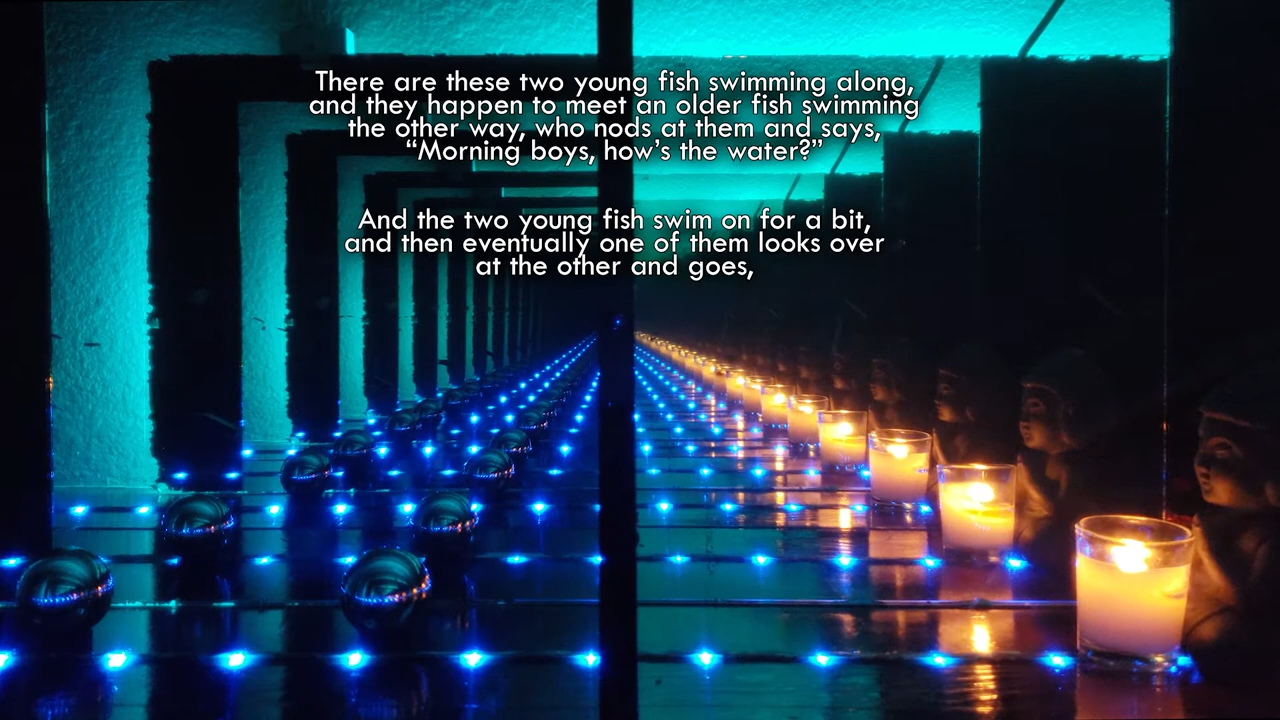 There are these two young fish swimming along,
and they happen to meet an older fish swimming
the other way, who nods at them and says,
“Morning boys, how’s the water?”
And the two young fish swim on for a bit,
and then eventually one of them looks over
at the other and goes,